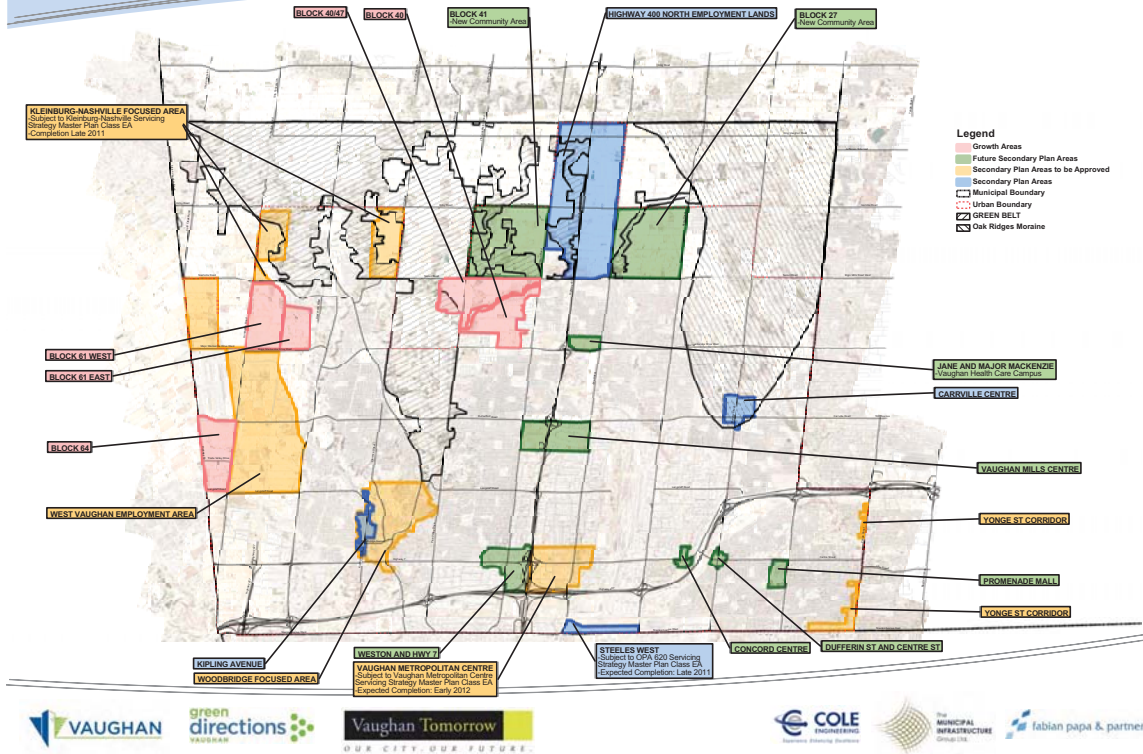 BLOCK 40/47
BLOCK 40
BLOCK 41
-New Community Area
HIGHWAY 400 NORTH EMPLOYMENT LANDS
BLOCK 27
-New Community Area
KLEINBURG-NASHVILLE FOCUSED AREA
-Subject to Kleinburg-Nashville Servicing
Strategy Master Plan Class EA
-Completion Late 2011
Legend
Growth Areas
Future Secondary Plan Areas
Secondary Plan Areas to be Approved
Secondary Plan Areas
Municipal Boundary
Urban Boundary
GREEN BELT
Oak Ridges Moraine
BLOCK 61 WEST
BLOCK 61 EAST
JANE AND MAJOR MACKENZIE
-Vaughan Health Care Campus
CARRVILLE CENTRE
BLOCK 64
VAUGHAN MILLS CENTRE
WEST VAUGHAN EMPLOYMENT AREA
YONGE ST CORRIDOR
PROMENADE MALL
YONGE ST CORRIDOR
KIPLING AVENUE
WOODBRIDGE FOCUSED AREA
WESTON AND HWY 7
VAUGHAN METROPOLITAN CENTRE
-Subject to Vaughan Metropolitan Centre
Servicing Strategy Master Plan Class EA
-Expected Completion: Early 2012
STEELES WEST
-Subject to OPA 620 Servicing
Strategy Master Plan Class EA
-Expected Completion: Late 2011
CONCORD CENTRE
DUFFERIN ST AND CENTRE ST
VAUGHAN
green
directions
VAUGHAN
Vaughan Tomorrow
OUR CITY. OUR FUTURE.
COLE
ENGINEERING
Experience Enhancing Excellence
The
MUNICIPAL
INFRASTRUCTURE
Group Ltd.
fabian papa & partner